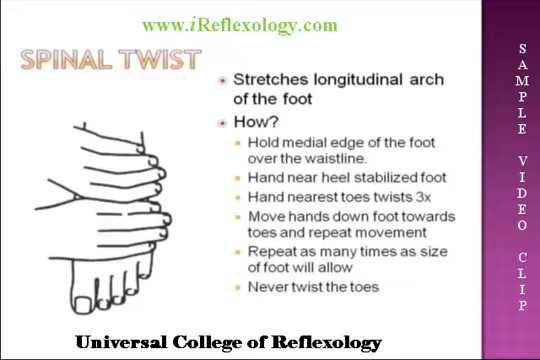 www.iReflexology.com
SPINAL TWIST
Stretches longitudinal arch
of the foot
How?
Hold medial edge of the foot
over the waistline.
Hand near heel stabilized foot
Hand nearest toes twists 3x
Move hands down foot towards
toes and repeat movement
Repeat as many times as size
of foot will allow
Never twist the toes
Universal College of Reflexology
SAMPLE VIDEO CLIP